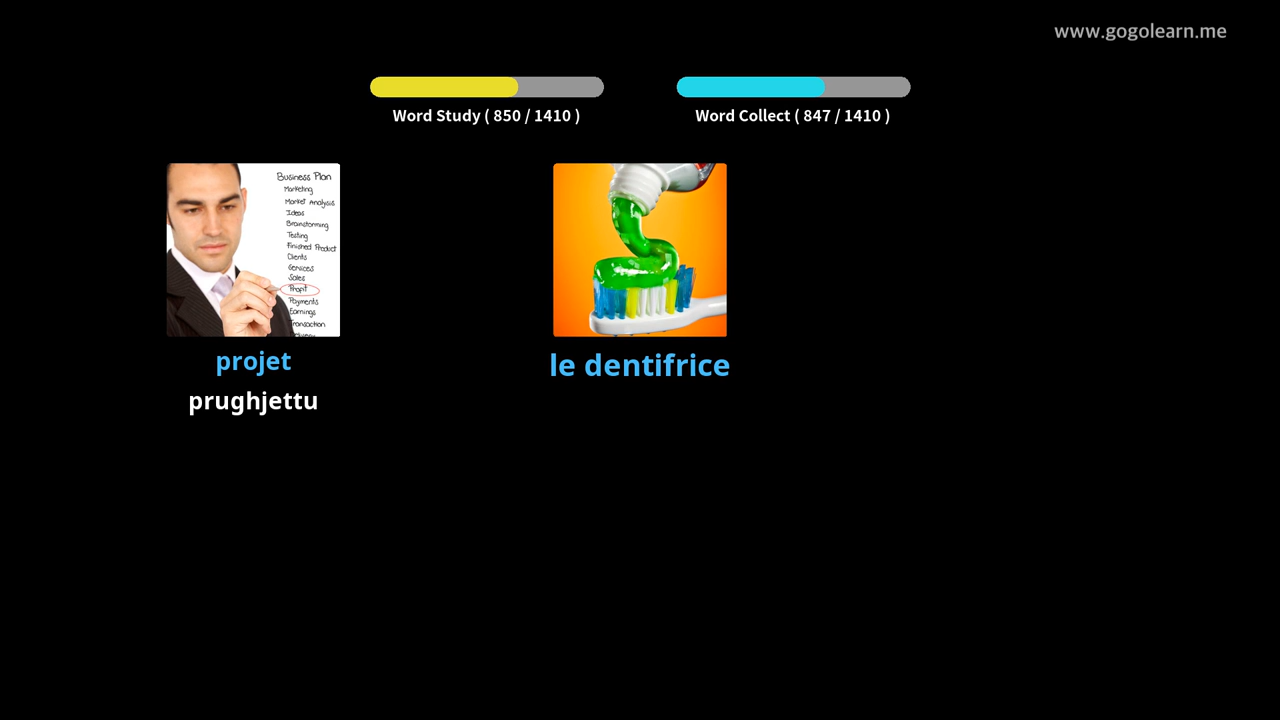 www.gogolearn.me
Word Study ( 850 / 1410 )
Word Collect ( 847 / 1410 )
Business Plan
Marketing
Market Analysis
Ideas
Brainstorming
Testing
Finished Product
Clients
Services
Sales
Profit
Payments
Earnings
Transaction
projet
prughjettu
le dentifrice